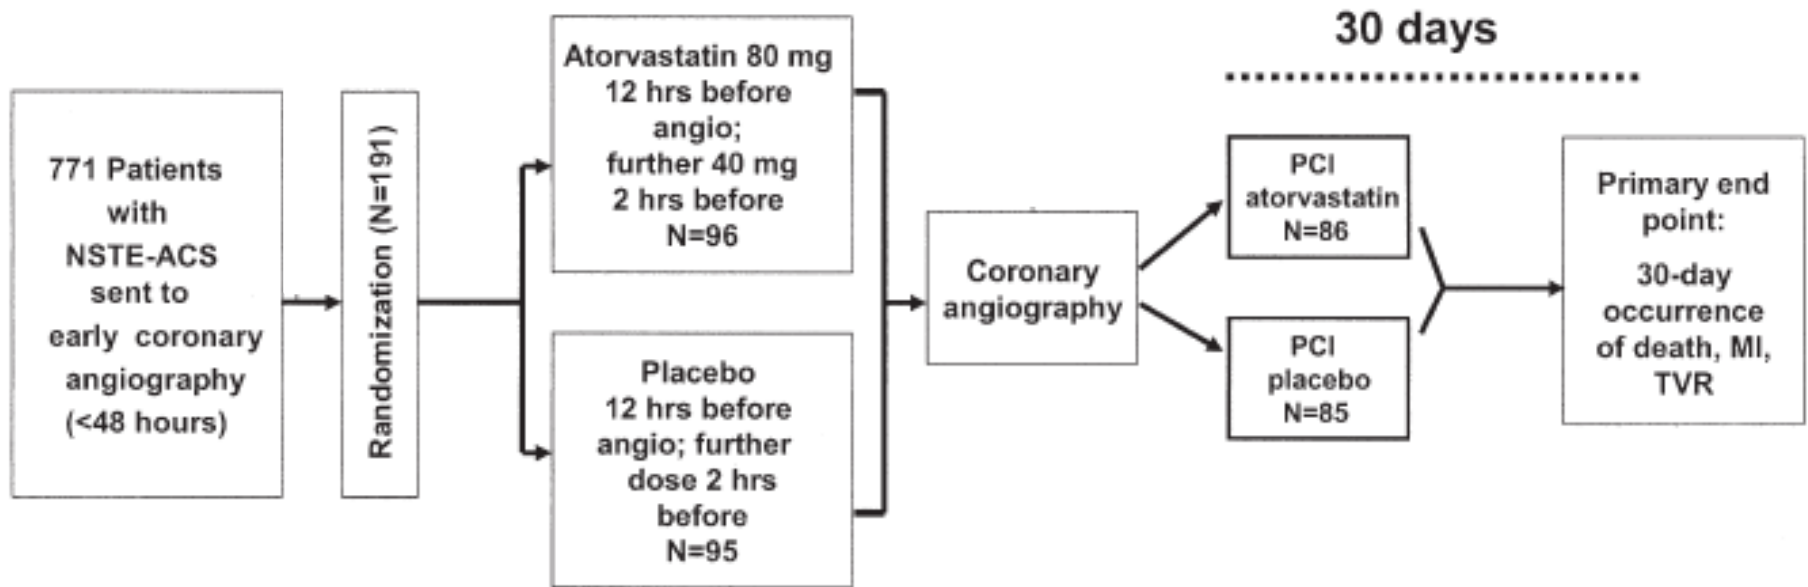 771 Patients
with
NSTE-ACS
sent to
early coronary
angiography
(<48 hours)
Randomization (N=191)
Atorvastatin 80 mg
12 hrs before
angio;
further 40 mg
2 hrs before
N=96
Placebo
12 hrs before
angio; further
dose 2 hrs
before
N=95
Coronary
angiography
30 days
PCI
atorvastatin
N=86
PCI
placebo
N=85
Primary end
point:
30-day
occurrence
of death, MI,
TVR